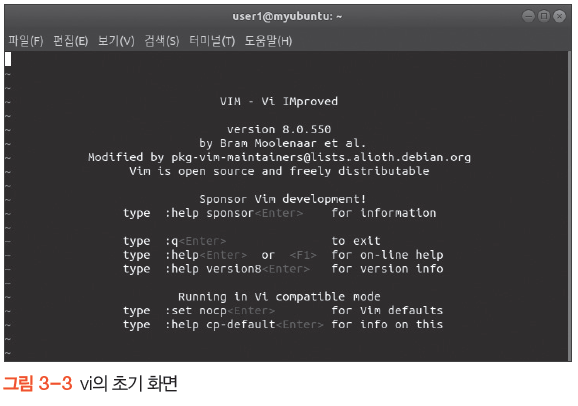 user1@myubuntu: ~
파일(F) 편집(E) 보기(V) 검색(S) 터미널(T) 도움말(H)
~
~
~
~ VIM - Vi IMproved
~
~ version 8.0.550
~ by Bram Moolenaar et al.
~ Modified by pkg-vim-maintainers@lists.alioth.debian.org
~ Vim is open source and freely distributable
~
~ Sponsor Vim development!
~ type :help sponsor<Enter> for information
~
~ type :q<Enter> to exit
~ type :help<Enter> or <F1> for on-line help
~ type :help version8<Enter> for version info
~
~ Running in Vi compatible mode
~ type :set nocp<Enter> for Vim defaults
~ type :help cp-default<Enter> for info on this
~
~
그림 3-3 vi의 초기 화면